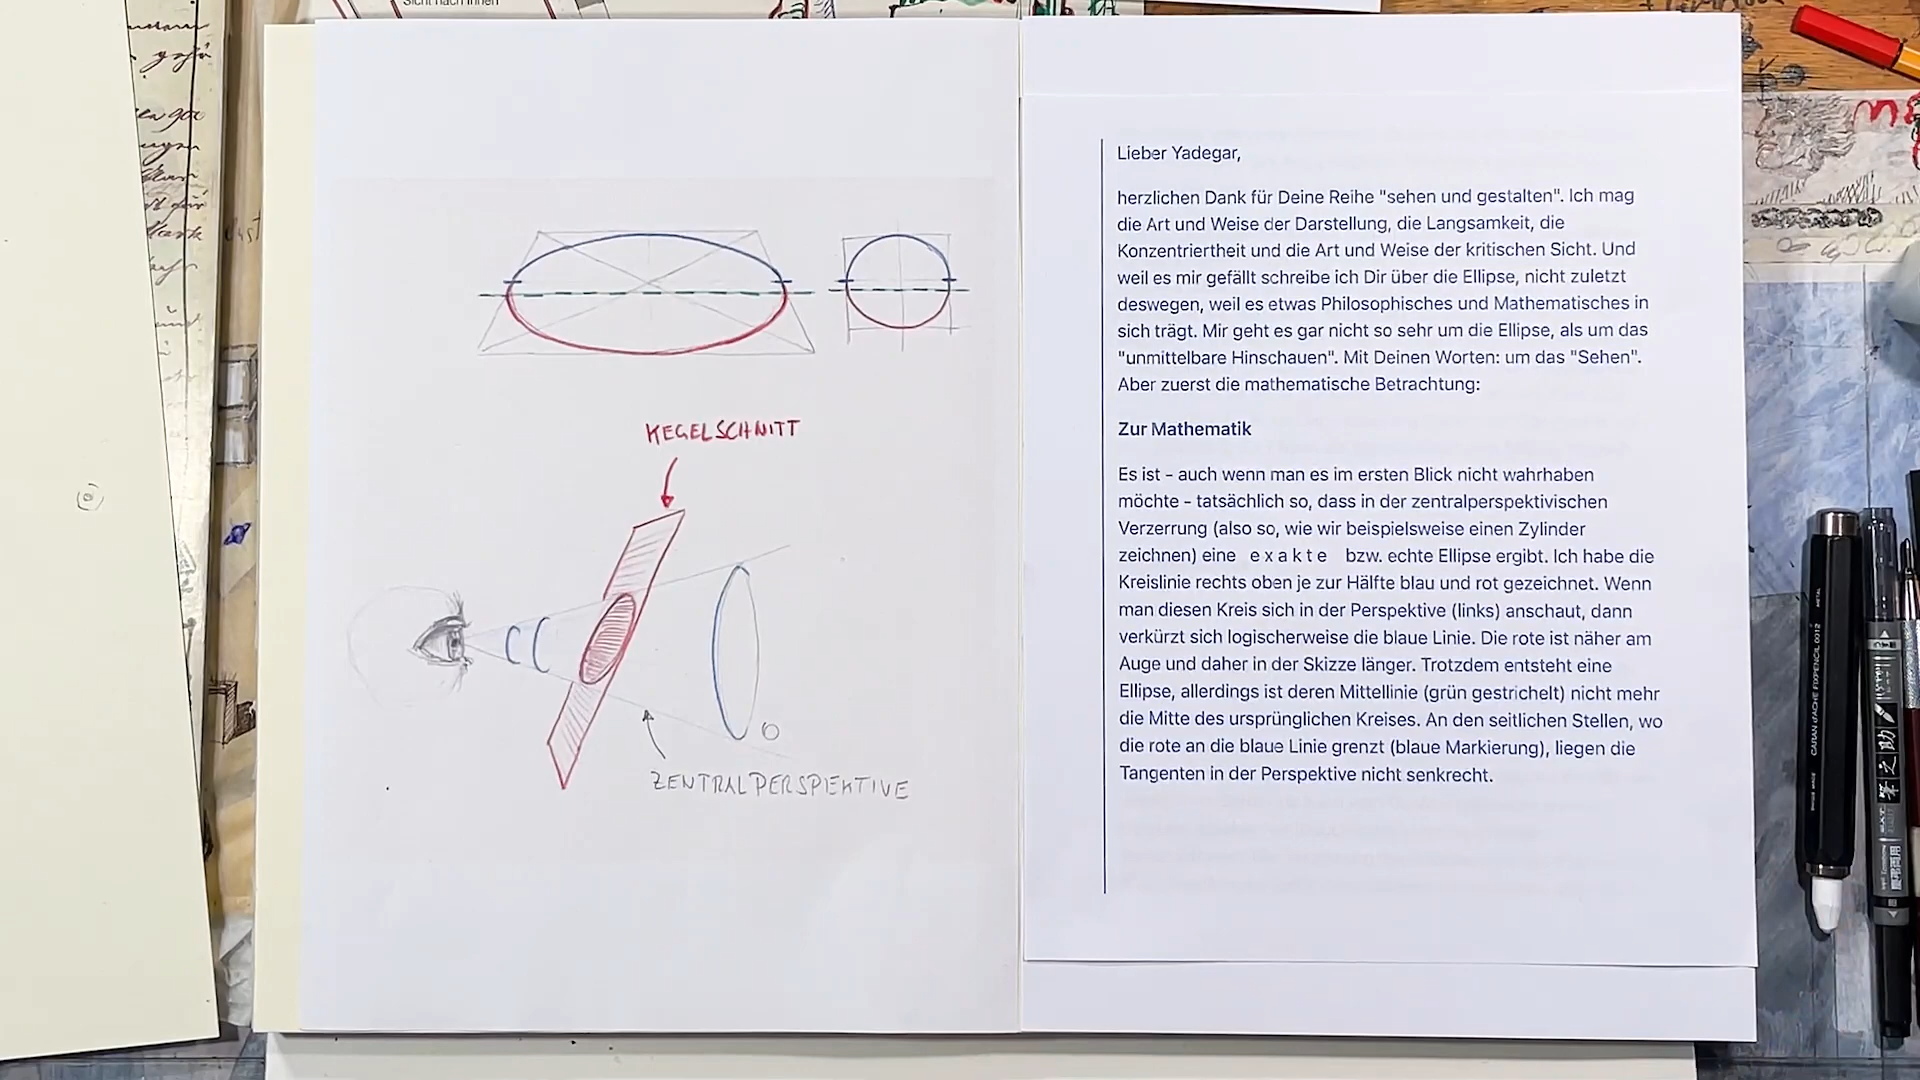 Sicht nach Innen
KEGELSCHNITT
ZENTRALPERSPEKTIVE
Lieber Yadegar,
herzlichen Dank für Deine Reihe "sehen und gestalten". Ich mag
die Art und Weise der Darstellung, die Langsamkeit, die
Konzentriertheit und die Art und Weise der kritischen Sicht. Und
weil es mir gefällt schreibe ich Dir über die Ellipse, nicht zuletzt
deswegen, weil es etwas Philosophisches und Mathematisches in
sich trägt. Mir geht es gar nicht so sehr um die Ellipse, als um das
"unmittelbare Hinschauen". Mit Deinen Worten: um das "Sehen".
Aber zuerst die mathematische Betrachtung:
Zur Mathematik
Es ist - auch wenn man es im ersten Blick nicht wahrhaben
möchte - tatsächlich so, dass in der zentralperspektivischen
Verzerrung (also so, wie wir beispielsweise einen Zylinder
zeichnen) eine e x a k t e bzw. echte Ellipse ergibt. Ich habe die
Kreislinie rechts oben je zur Hälfte blau und rot gezeichnet. Wenn
man diesen Kreis sich in der Perspektive (links) anschaut, dann
verkürzt sich logischerweise die blaue Linie. Die rote ist näher am
Auge und daher in der Skizze länger. Trotzdem entsteht eine
Ellipse, allerdings ist deren Mittellinie (grün gestrichelt) nicht mehr
die Mitte des ursprünglichen Kreises. An den seitlichen Stellen, wo
die rote an die blaue Linie grenzt (blaue Markierung), liegen die
Tangenten in der Perspektive nicht senkrecht.